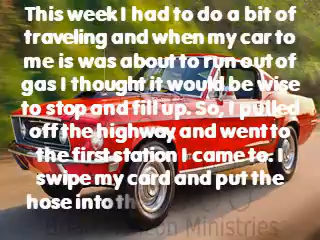 This week I had to do a bit of
traveling and when my car to
me is was about to run out of
gas I thought it would be wise
to stop and fill up. So, I pulled
off the highway and went to
the first station I came to. I
swipe my card and put the
hose into th
Ministries